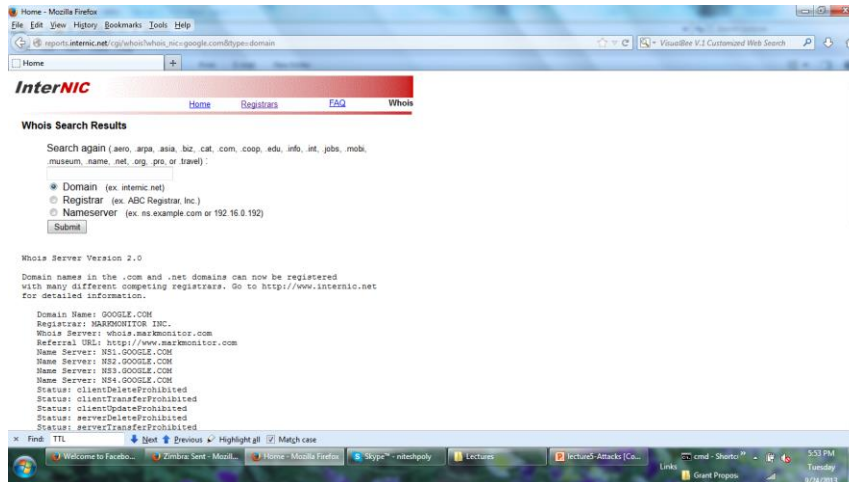 Home - Mozilla Firefox
File Edit View History Bookmarks Tools Help
reports.internic.net/cgi/whois?whois_nic=google.com&type=domain
VisualBee V.1 Customized Web Search
Home
InterNIC
Home Registrars FAQ Whois
Whois Search Results
Search again (.aero, .arpa, .asia, .biz, .cat, .com, .coop, .edu, .info, .int, .jobs, .mobi,
.museum, .name, .net, .org, .pro, or .travel) :
Domain (ex. internic.net)
Registrar (ex. ABC Registrar, Inc.)
Nameserver (ex. ns.example.com or 192.16.0.192)
Submit
Whois Server Version 2.0
Domain names in the .com and .net domains can now be registered
with many different competing registrars. Go to http://www.internic.net
for detailed information.
Domain Name: GOOGLE.COM
Registrar: MARKMONITOR INC.
Whois Server: whois.markmonitor.com
Referral URL: http://www.markmonitor.com
Name Server: NS1.GOOGLE.COM
Name Server: NS2.GOOGLE.COM
Name Server: NS3.GOOGLE.COM
Name Server: NS4.GOOGLE.COM
Status: clientDeleteProhibited
Status: clientTransferProhibited
Status: clientUpdateProhibited
Status: serverDeleteProhibited
Status: serverTransferProhibited
× Find: TTL Next Previous Highlight all Match case
Welcome to Facebo... Zimbra: Sent - Mozill... Home - Mozilla Firefox Skype™ - niteshpoly Lectures lecture5-Attacks [Co... Links cmd - Shortcu » 5:53 PM
Grant Propos Tuesday
9/24/2013